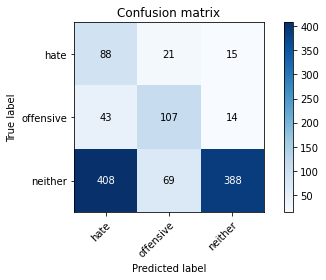 Confusion matrix
True label
hate
88
21
15
offensive
43
107
14
neither
408
69
388
hate
offensive
neither
Predicted label
400
350
300
250
200
150
100
50